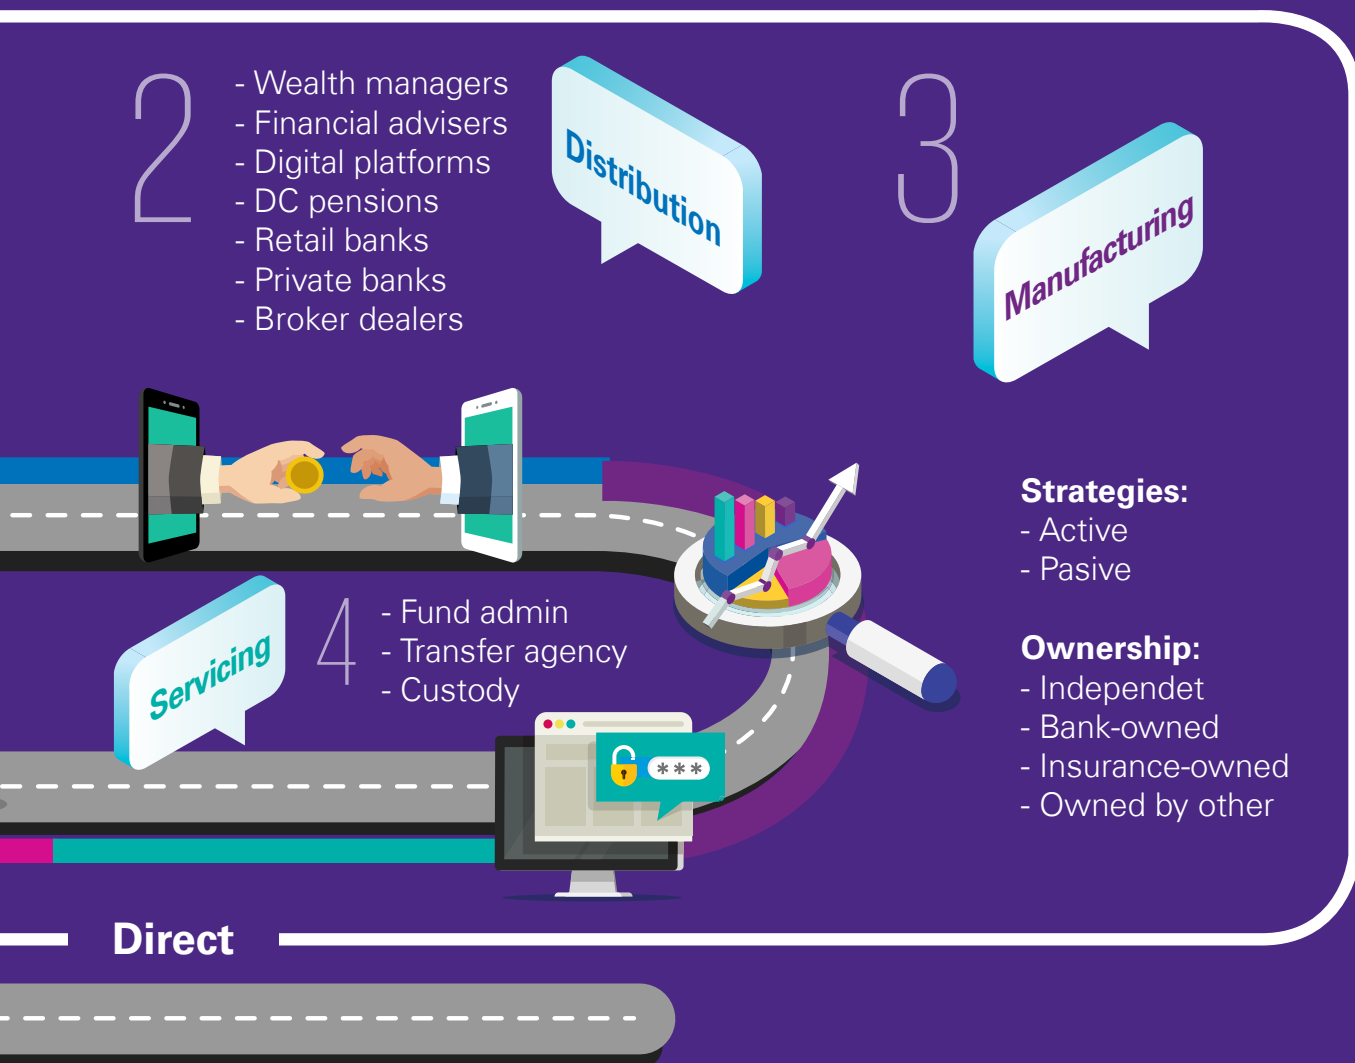 2
- Wealth managers
- Financial advisers
- Digital platforms
- DC pensions
- Retail banks
- Private banks
- Broker dealers
Distribution
3
Manufacturing
Strategies:
- Active
- Pasive
Ownership:
- Independet
- Bank-owned
- Insurance-owned
- Owned by other
Servicing
4
- Fund admin
- Transfer agency
- Custody
***
Direct